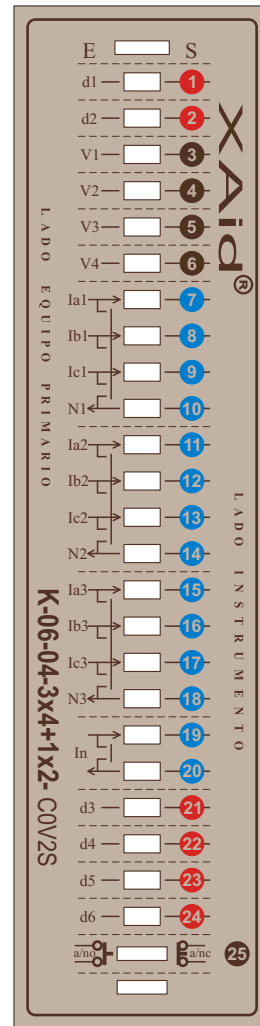 E S
d1 1
d2 2
V1 3
V2 4
V3 5
V4 6
Ia1 7
Ib1 8
Ic1 9
N1 10
Ia2 11
Ib2 12
Ic2 13
N2 14
Ia3 15
Ib3 16
Ic3 17
N3 18
In 19
20
d3 21
d4 22
d5 23
d6 24
a/no a/nc 25
XAid®
LADO EQUIPO PRIMARIO
LADO INSTRUMENTO
K-06-04-3x4+1x2- C0V2S